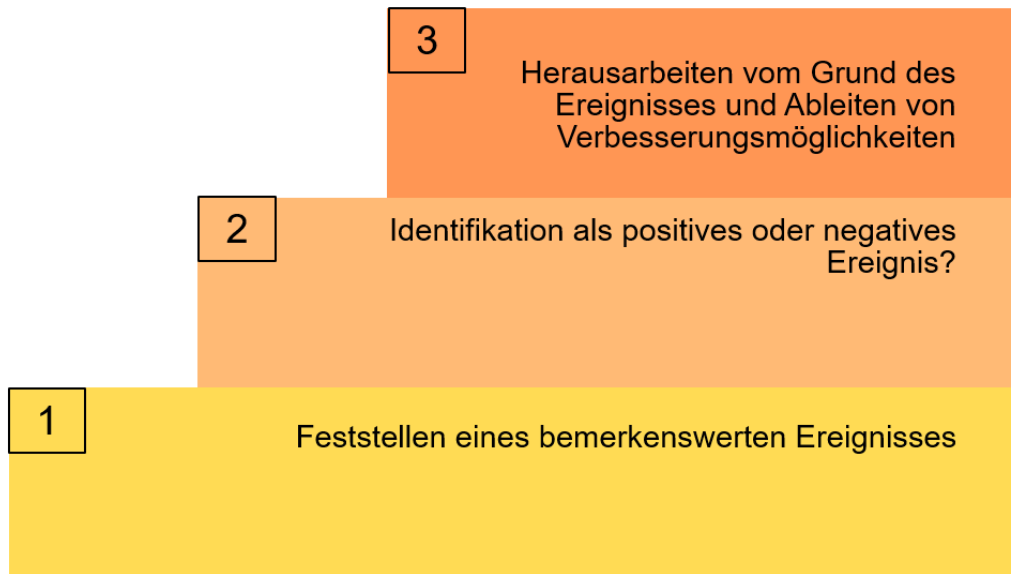 3
Herausarbeiten vom Grund des
Ereignisses und Ableiten von
Verbesserungsmöglichkeiten
2
Identifikation als positives oder negatives
Ereignis?
1
Feststellen eines bemerkenswerten Ereignisses